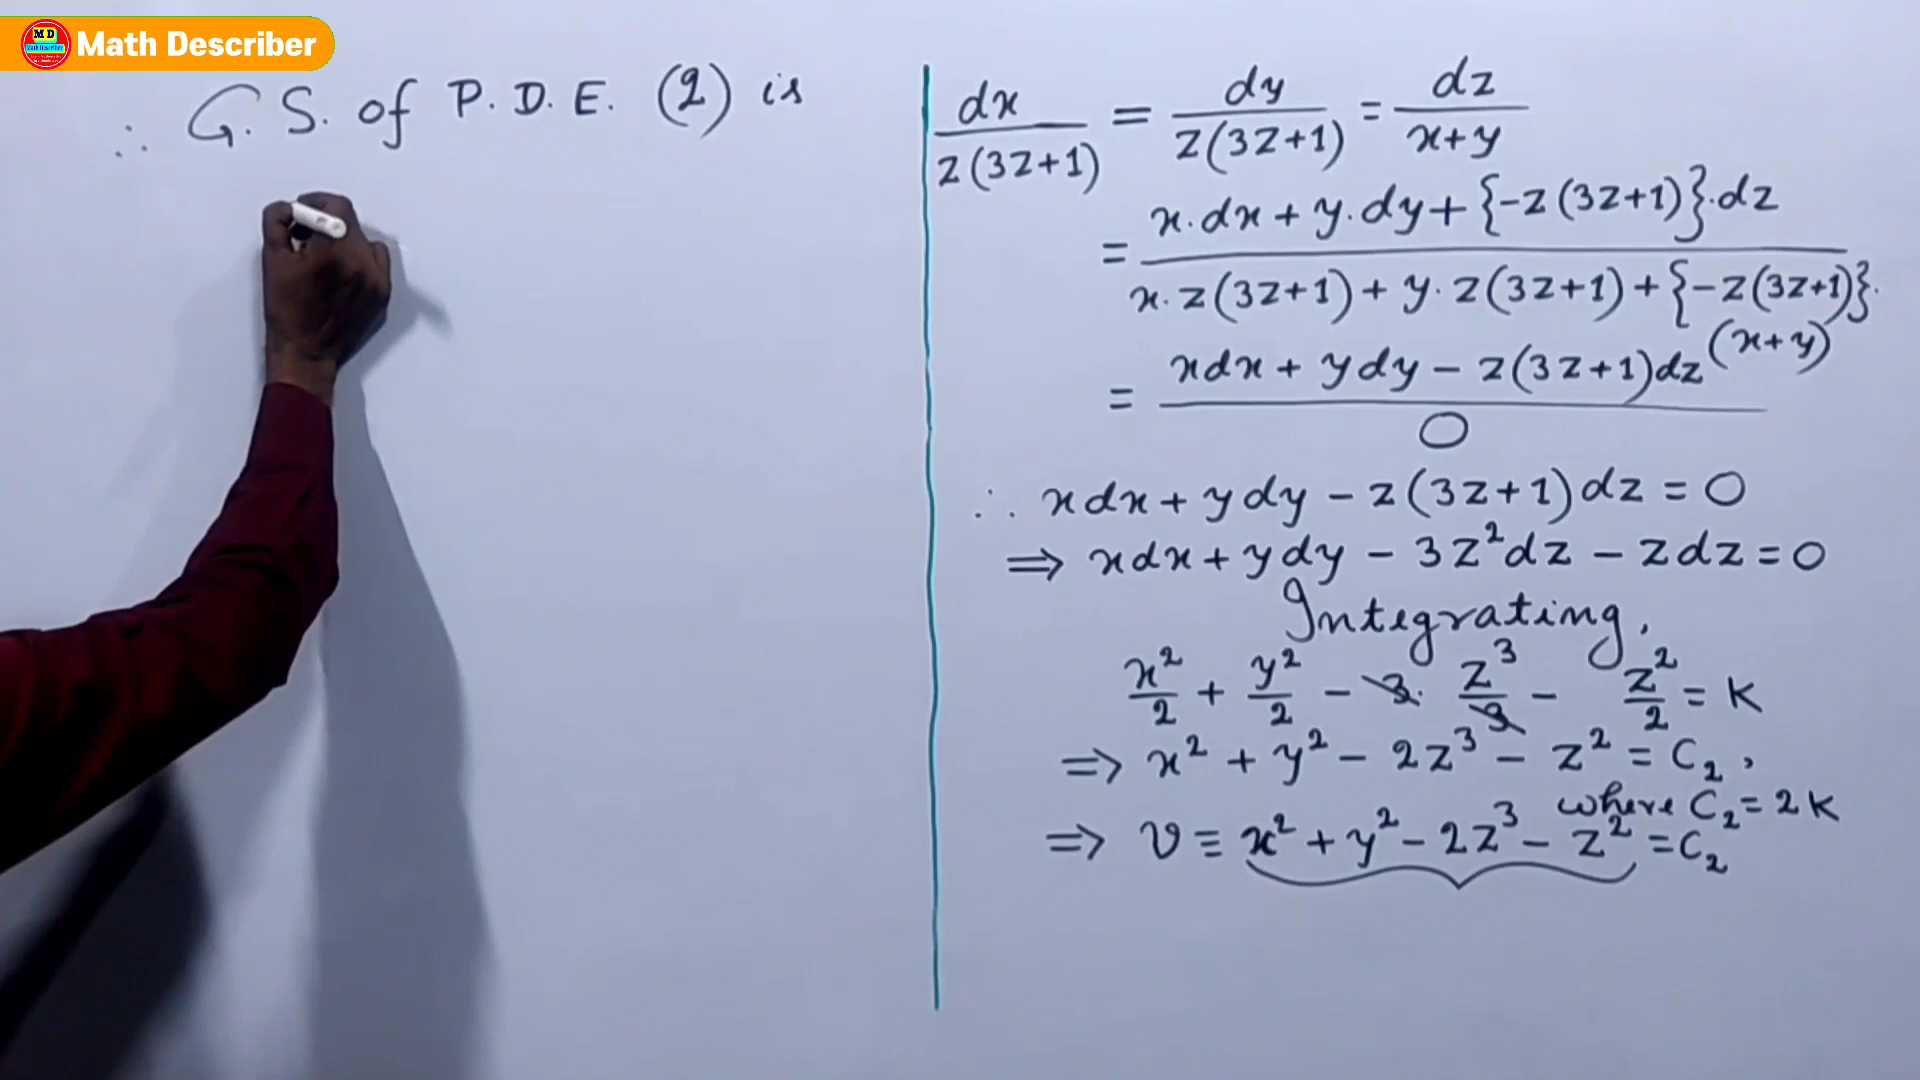 MD
Math Describer
∴ G.S. of P.D.E. (1) is
dx/z(3z+1) = dy/z(3z+1) = dz/x+y
= x·dx + y·dy + {-z(3z+1)}·dz / x·z(3z+1) + y·z(3z+1) + {-z(3z+1)}·(x+y)
= xdx + ydy - z(3z+1)dz / 0
∴ xdx + ydy - z(3z+1)dz = 0
⇒ xdx + ydy - 3z²dz - zdz = 0
Integrating,
x²/2 + y²/2 - 3·z³/3 - z²/2 = K
⇒ x² + y² - 2z³ - z² = C₂,
where C₂ = 2K
⇒ v ≡ x² + y² - 2z³ - z² = C₂